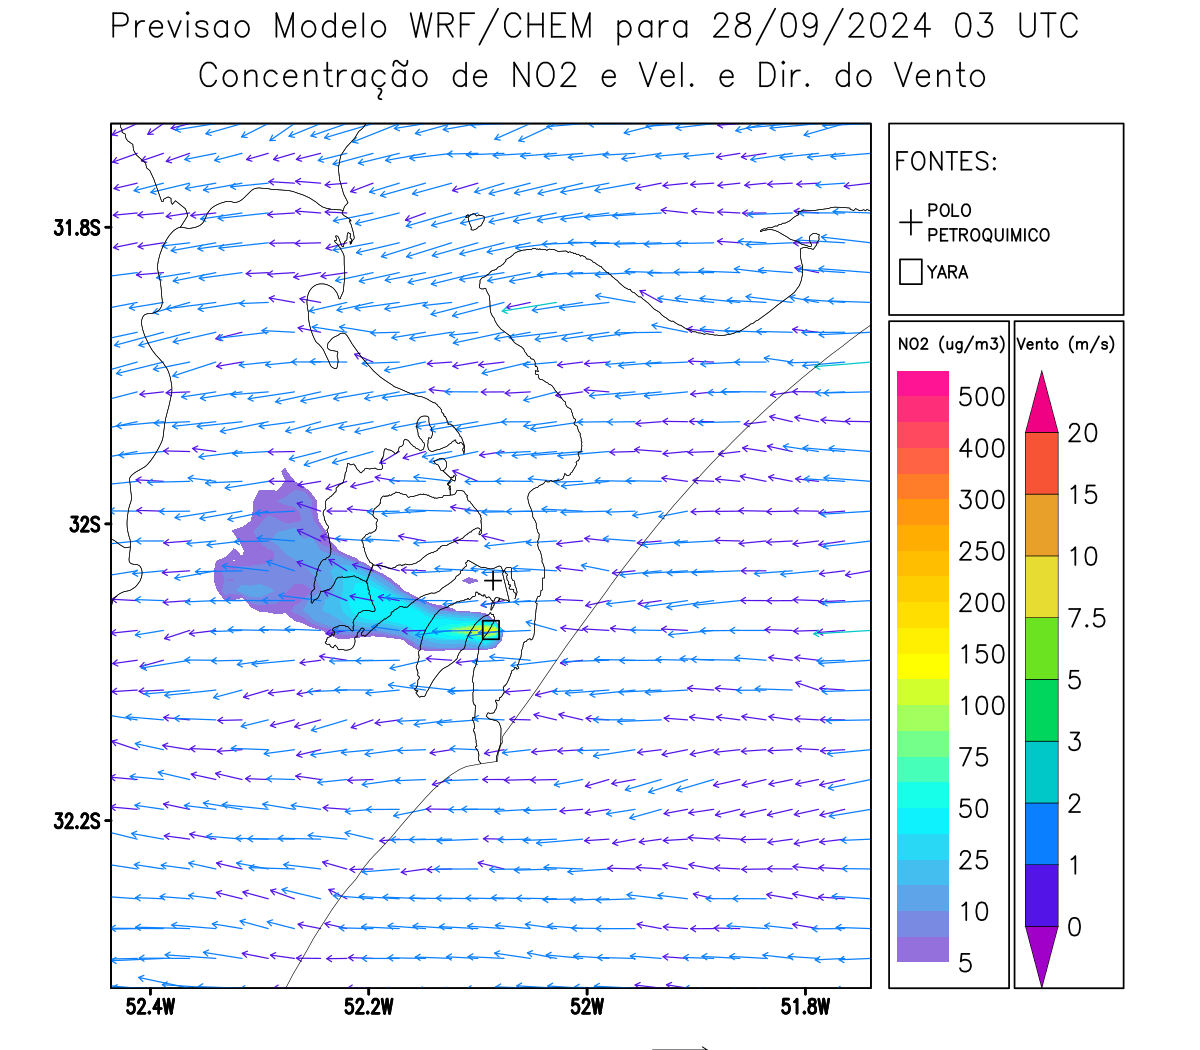 Previsao Modelo WRF/CHEM para 28/09/2024 03 UTC
Concentração de NO2 e Vel. e Dir. do Vento
FONTES:
POLO
PETROQUIMICO
YARA
NO2 (ug/m3)
500
400
300
250
200
150
100
75
50
25
10
5
Vento (m/s)
20
15
10
7.5
5
3
2
1
0
31.8S
32S
32.2S
52.4W
52.2W
52W
51.8W